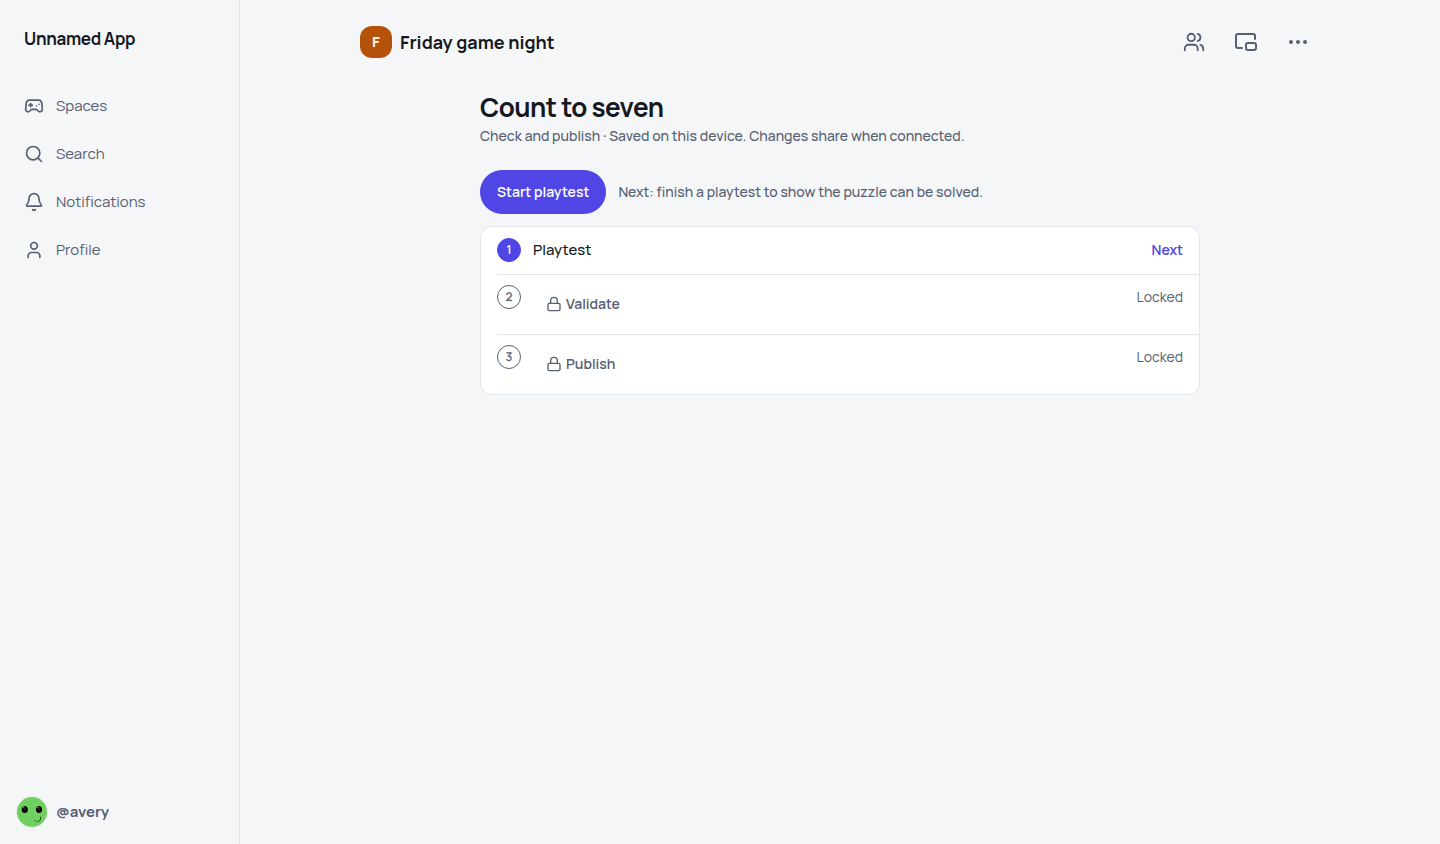 Unnamed App
Spaces
Search
Notifications
Profile
@avery
F Friday game night
Count to seven
Check and publish · Saved on this device. Changes share when connected.
Start playtest Next: finish a playtest to show the puzzle can be solved.
1 Playtest Next
2 Validate Locked
3 Publish Locked